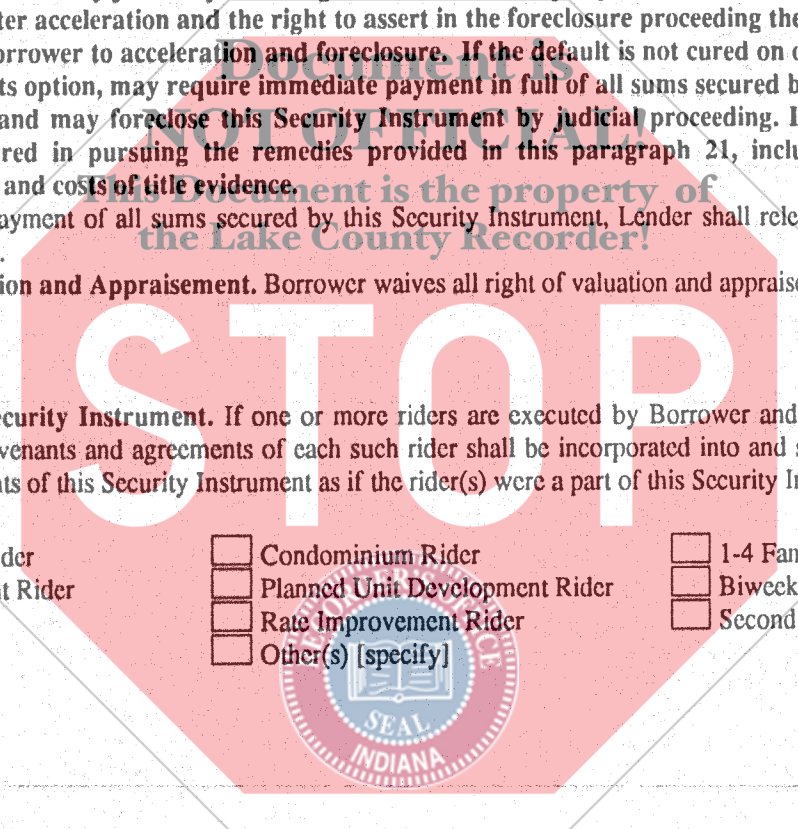 ter acceleration and the right to assert in the foreclosure proceeding the
orrower to acceleration and foreclosure. If the default is not cured on o
Document is
ts option, may require immediate payment in full of all sums secured b
and may foreclose this Security Instrument by judicial proceeding. I
NOT OFFICIAL!
red in pursuing the remedies provided in this paragraph 21, inclu
and costs of title evidence.
This Document is the property of
ayment of all sums secured by this Security Instrument, Lender shall rele
the Lake County Recorder!
.
ion and Appraisement. Borrower waives all right of valuation and appraise
STOP
ecurity Instrument. If one or more riders are executed by Borrower and
venants and agreements of each such rider shall be incorporated into and s
nts of this Security Instrument as if the rider(s) were a part of this Security In
der Condominium Rider 1-4 Fam
t Rider Planned Unit Development Rider Biweek
Rate Improvement Rider Second
Other(s) [specify]
RECORDER'S OFFICE
SEAL
INDIANA